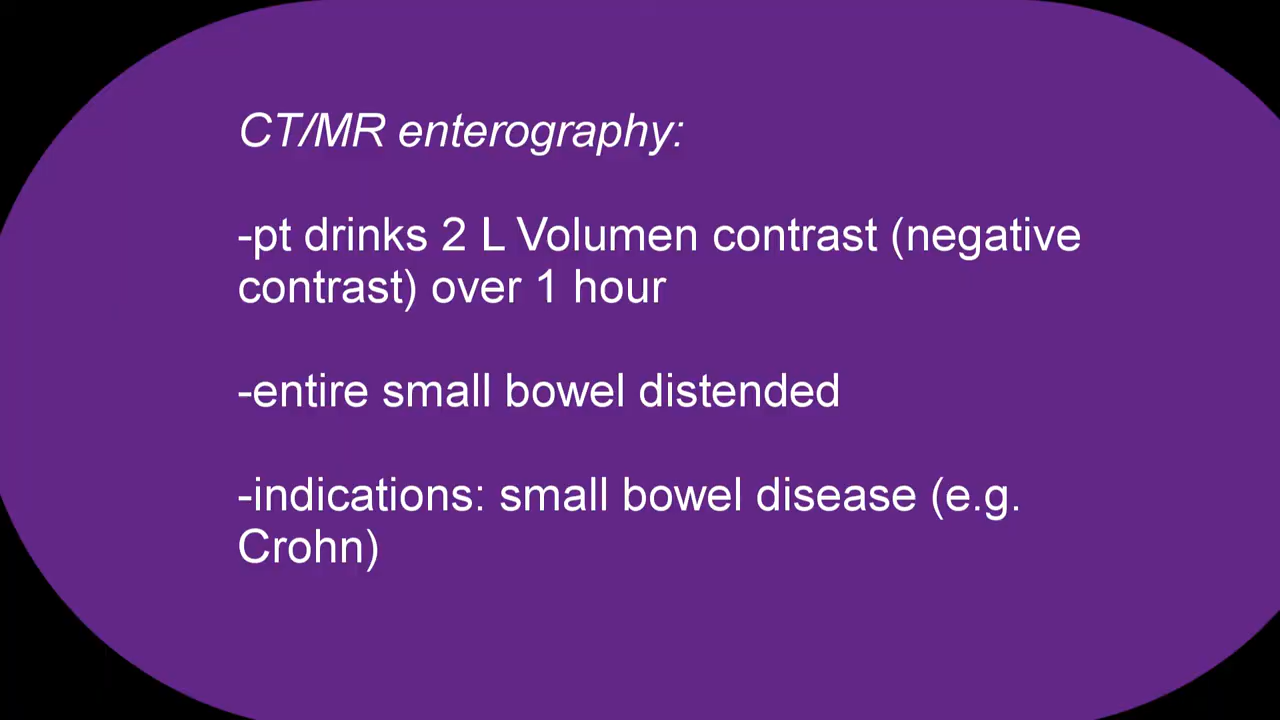 CT/MR enterography:
-pt drinks 2 L Volumen contrast (negative
contrast) over 1 hour
-entire small bowel distended
-indications: small bowel disease (e.g.
Crohn)